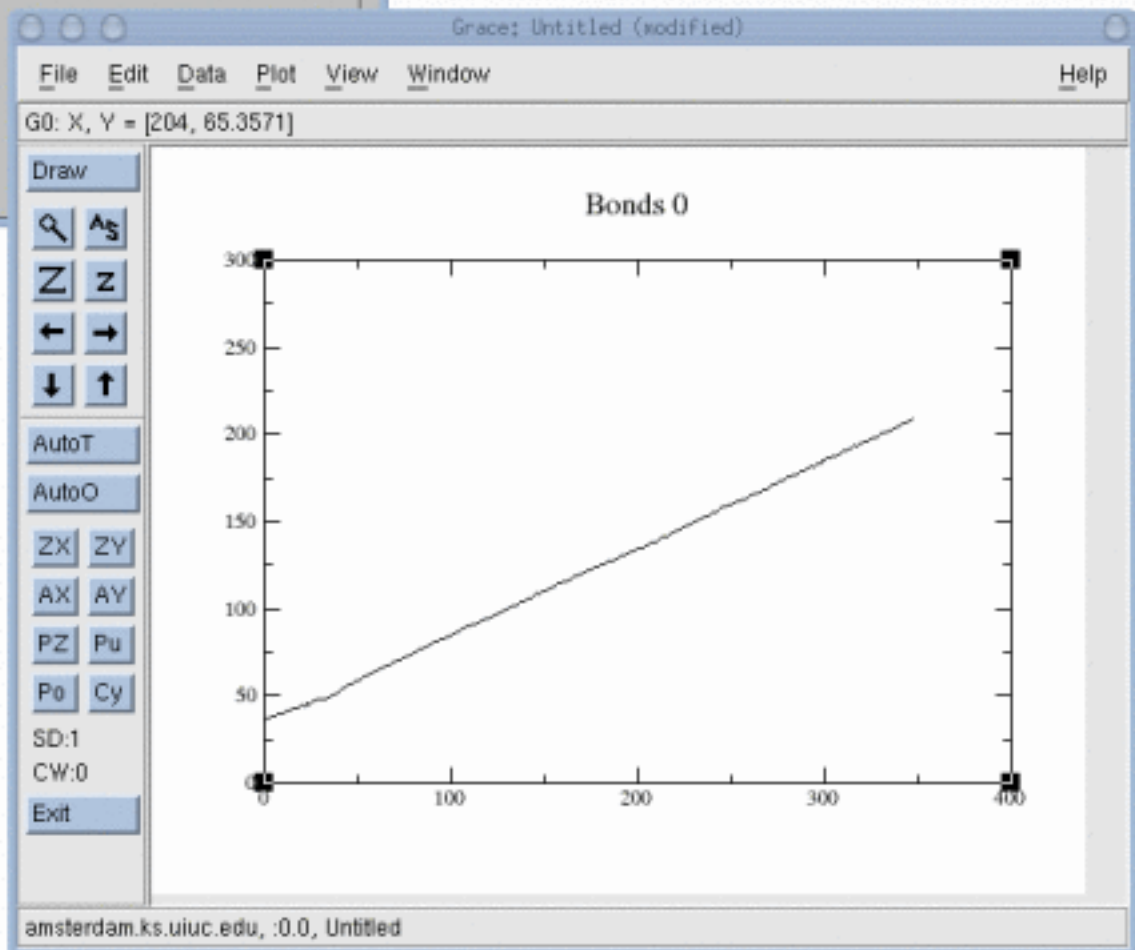 Grace: Untitled (modified)
File Edit Data Plot View Window Help
G0: X, Y = [204, 65.3571]
Draw
A S
Z z
AutoT
AutoO
ZX ZY
AX AY
PZ Pu
Po Cy
SD:1
CW:0
Exit
Bonds 0
300
250
200
150
100
50
0
0 100 200 300 400
amsterdam.ks.uiuc.edu, :0.0, Untitled